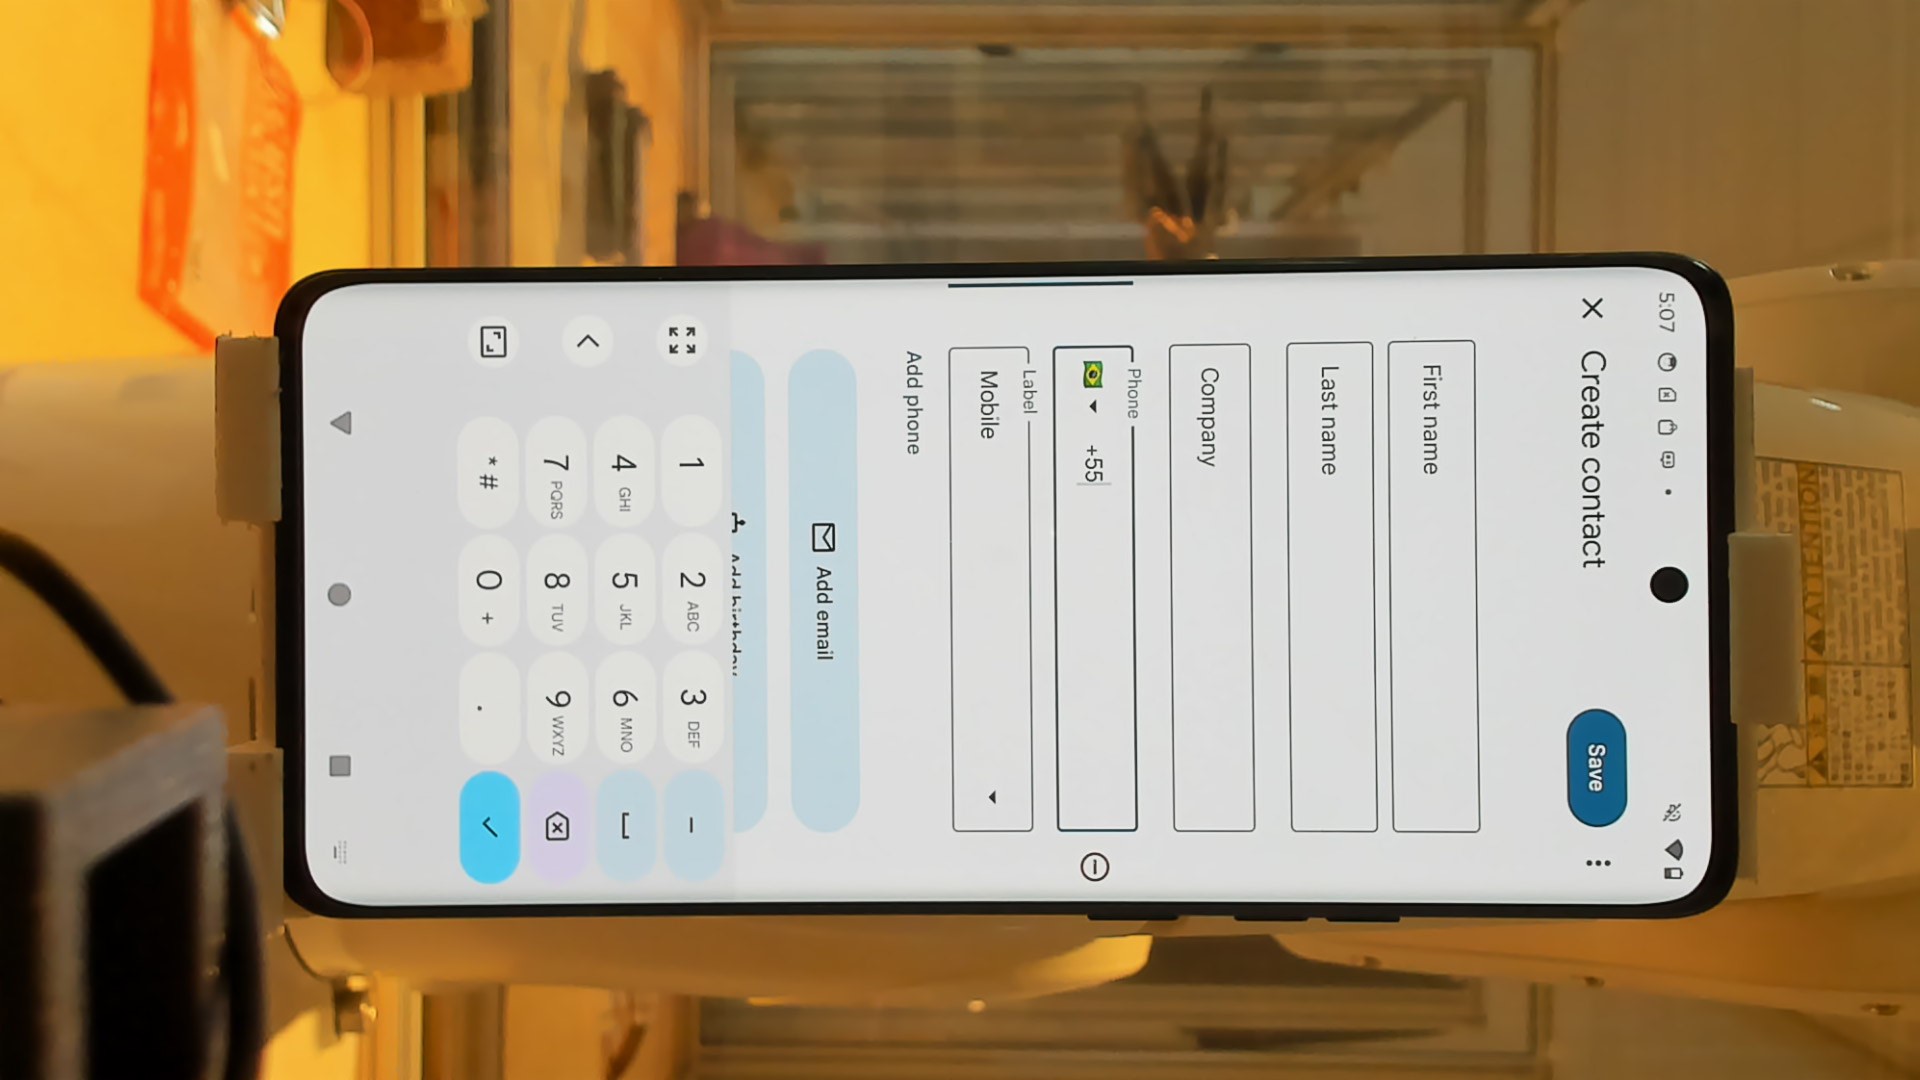 5:07
Create contact
Save
First name
Last name
Company
Phone
+55
Label
Mobile
Add phone
Add email
Add birthday
1
2 ABC
3 DEF
-
4 GHI
5 JKL
6 MNO
7 PQRS
8 TUV
9 WXYZ
* #
0 +
.
ATTENTION